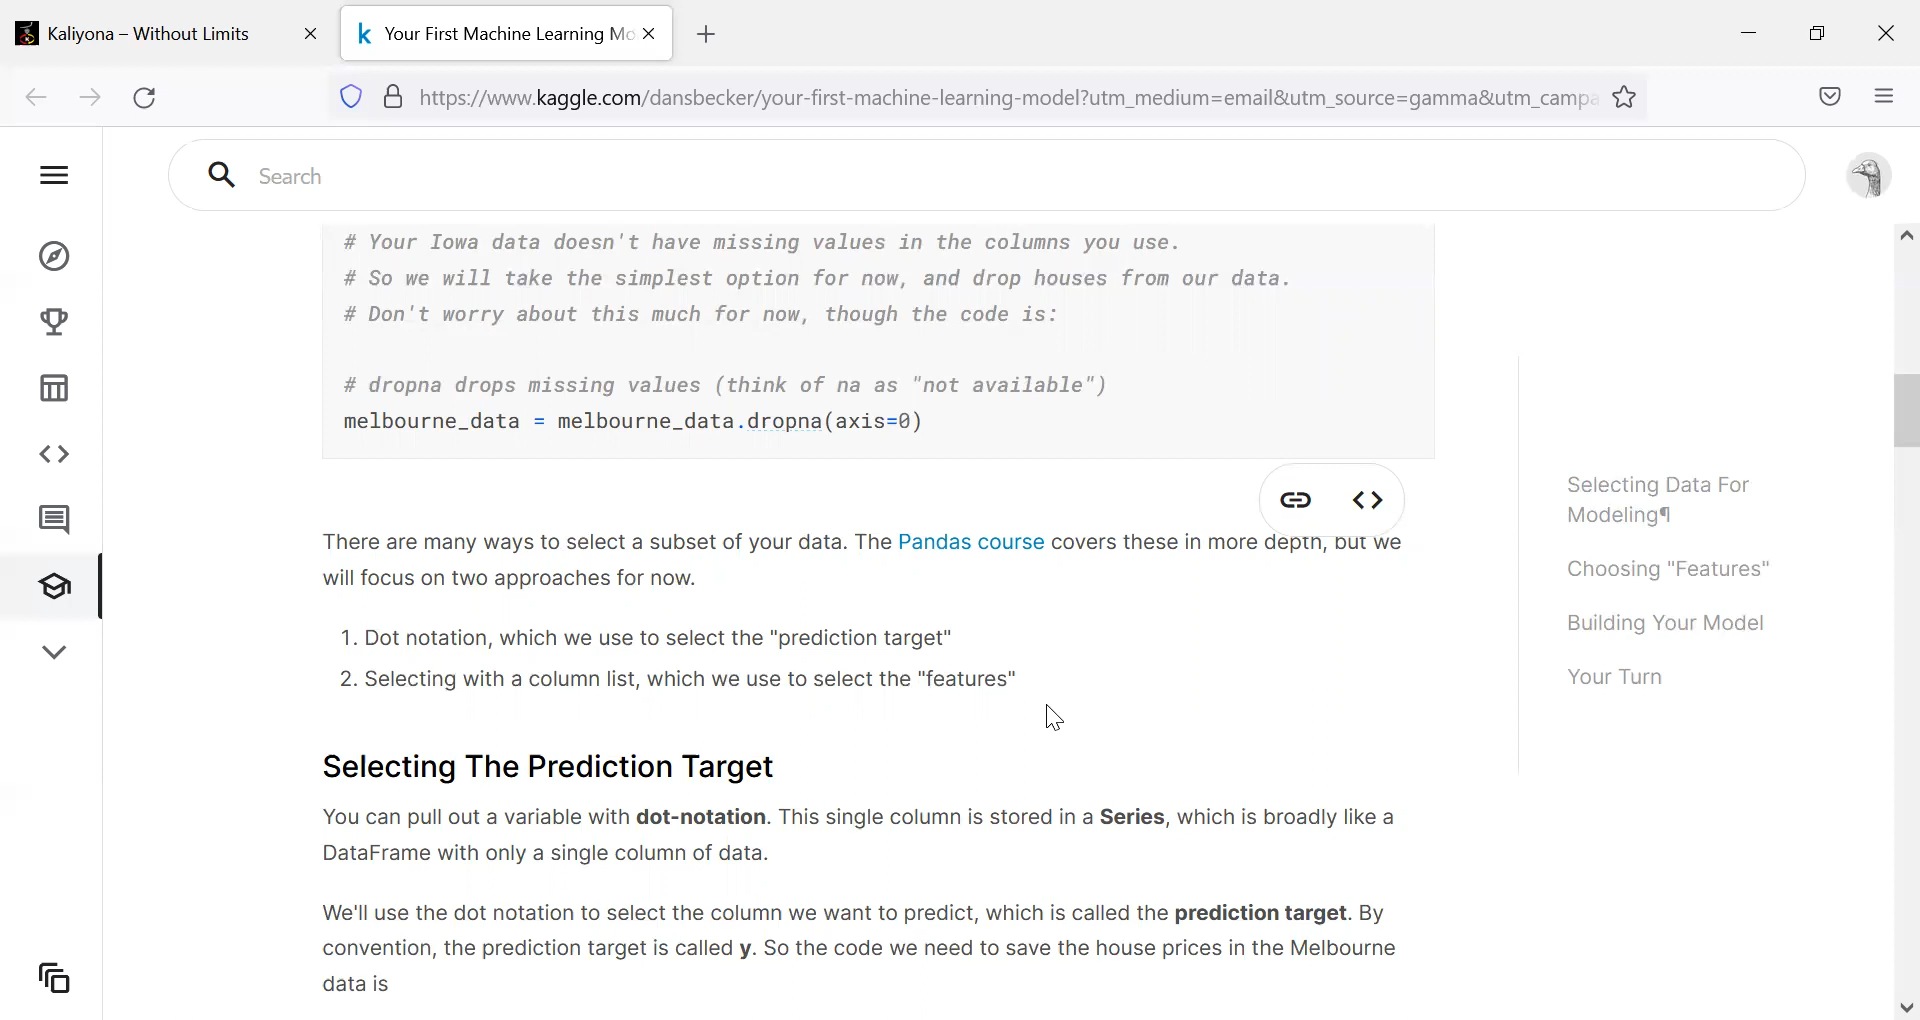 Kaliyona – Without Limits
Your First Machine Learning Mo
https://www.kaggle.com/dansbecker/your-first-machine-learning-model?utm_medium=email&utm_source=gamma&utm_campa
Search
# Your Iowa data doesn't have missing values in the columns you use.
# So we will take the simplest option for now, and drop houses from our data.
# Don't worry about this much for now, though the code is:
# dropna drops missing values (think of na as "not available")
melbourne_data = melbourne_data.dropna(axis=0)
There are many ways to select a subset of your data. The Pandas course covers these in more depth, but we
will focus on two approaches for now.
1. Dot notation, which we use to select the "prediction target"
2. Selecting with a column list, which we use to select the "features"
Selecting The Prediction Target
You can pull out a variable with dot-notation. This single column is stored in a Series, which is broadly like a
DataFrame with only a single column of data.
We'll use the dot notation to select the column we want to predict, which is called the prediction target. By
convention, the prediction target is called y. So the code we need to save the house prices in the Melbourne
data is
Selecting Data For
Modeling¶
Choosing "Features"
Building Your Model
Your Turn